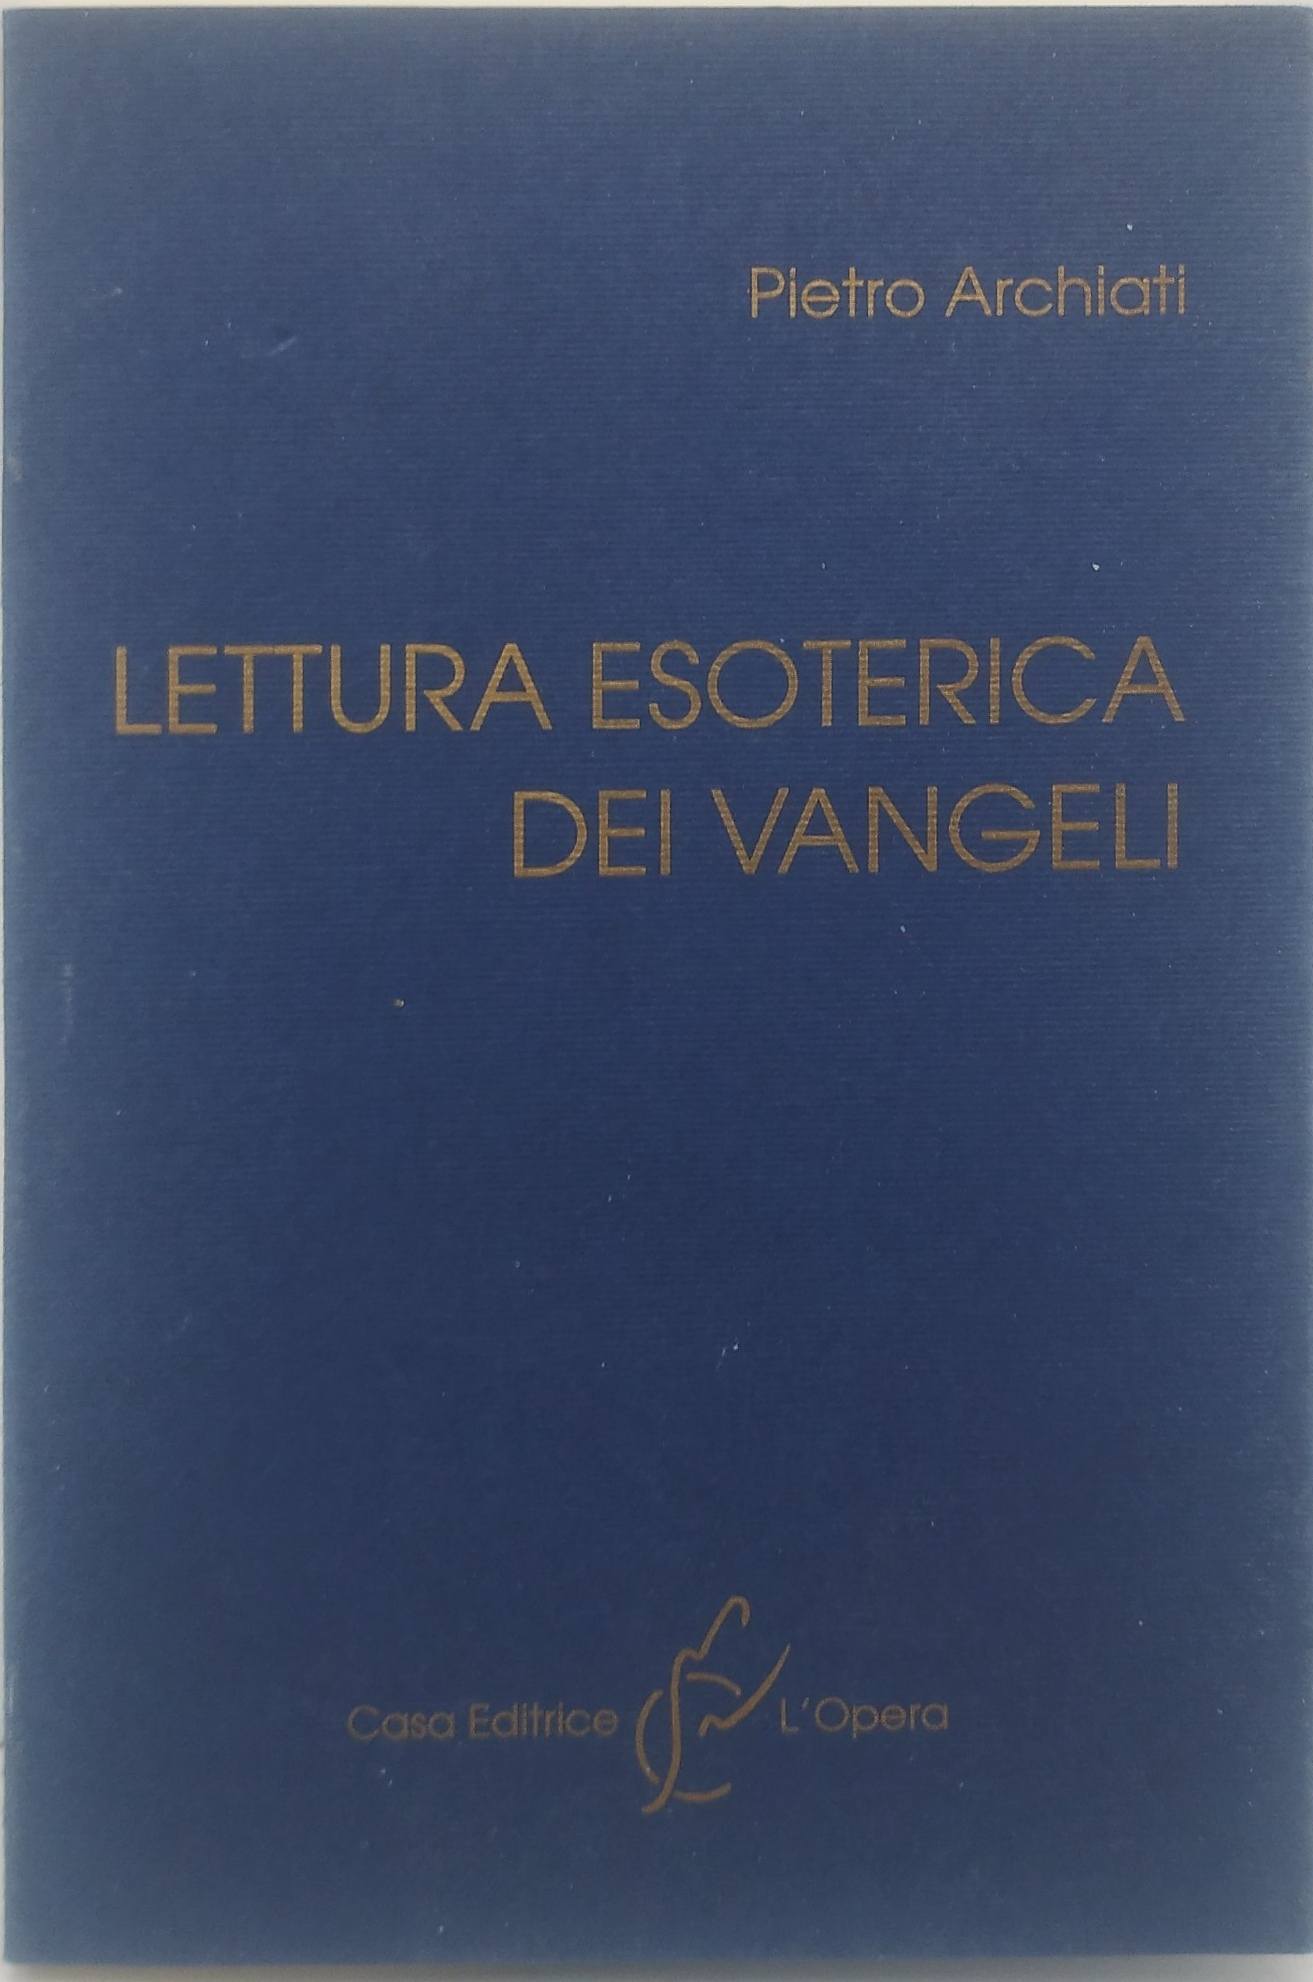 Pietro Archiati
LETTURA ESOTERICA
DEI VANGELI
Casa Editrice L'Opera